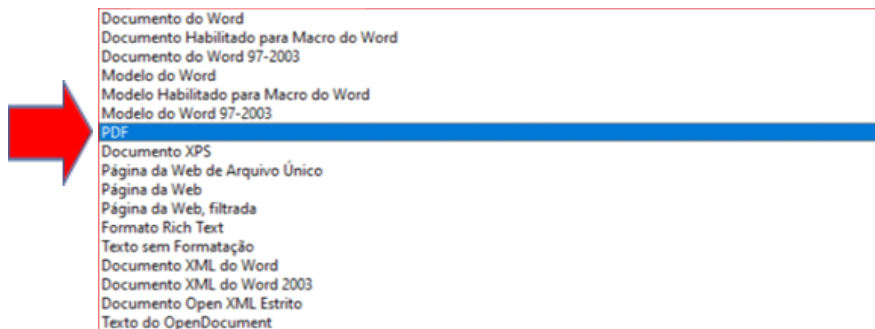 Documento do Word
Documento Habilitado para Macro do Word
Documento do Word 97-2003
Modelo do Word
Modelo Habilitado para Macro do Word
Modelo do Word 97-2003
PDF
Documento XPS
Página da Web de Arquivo Único
Página da Web
Página da Web, filtrada
Formato Rich Text
Texto sem Formatação
Documento XML do Word
Documento XML do Word 2003
Documento Open XML Estrito
Texto do OpenDocument